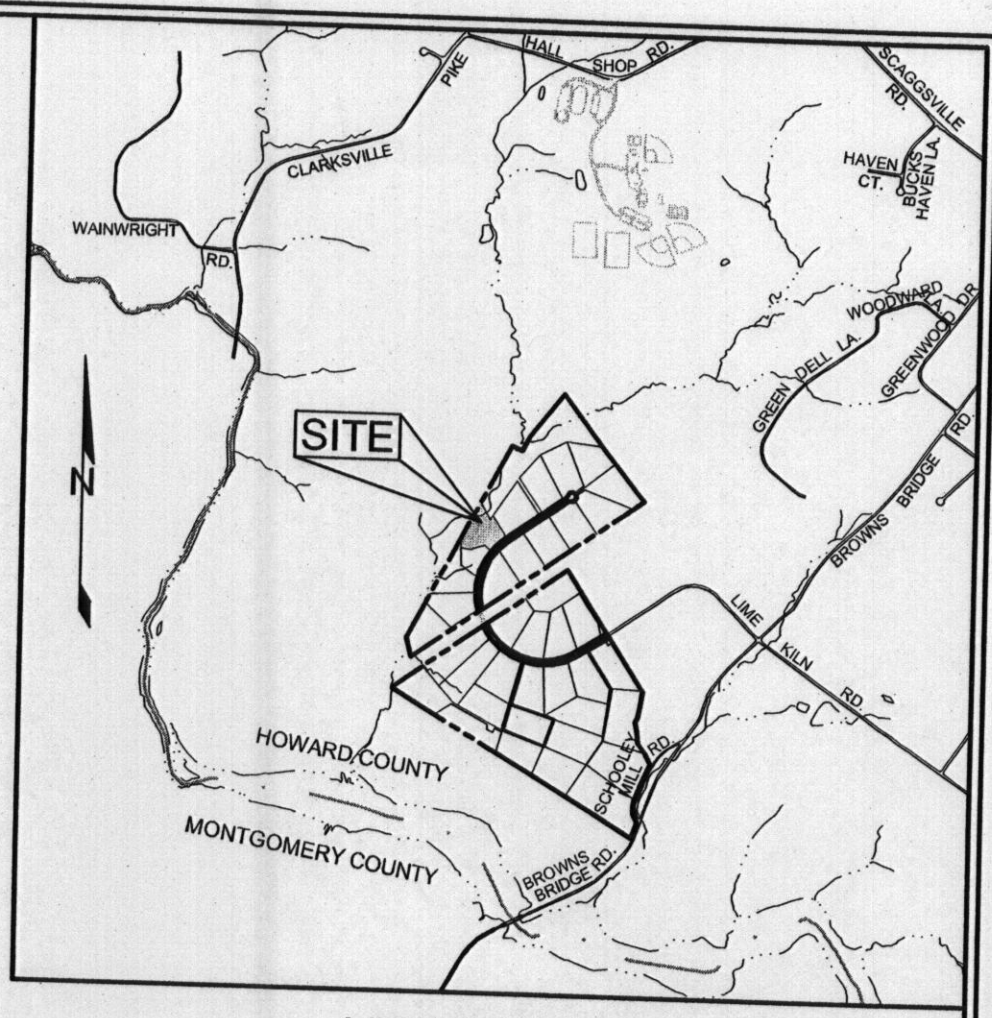 HALL
SHOP RD.
PIKE
SCAGGSVILLE
RD.
CLARKSVILLE
HAVEN
CT.
BUCKS
HAVEN LA.
WAINWRIGHT
RD.
WOODWARD
LA.
GREENWOOD DR
GREEN DELL LA.
N
SITE
RD.
BRIDGE
BROWNS
LIME
KILN
RD.
HOWARD COUNTY
MONTGOMERY COUNTY
SCHOOLEY
MILL RD.
BROWNS
BRIDGE RD.